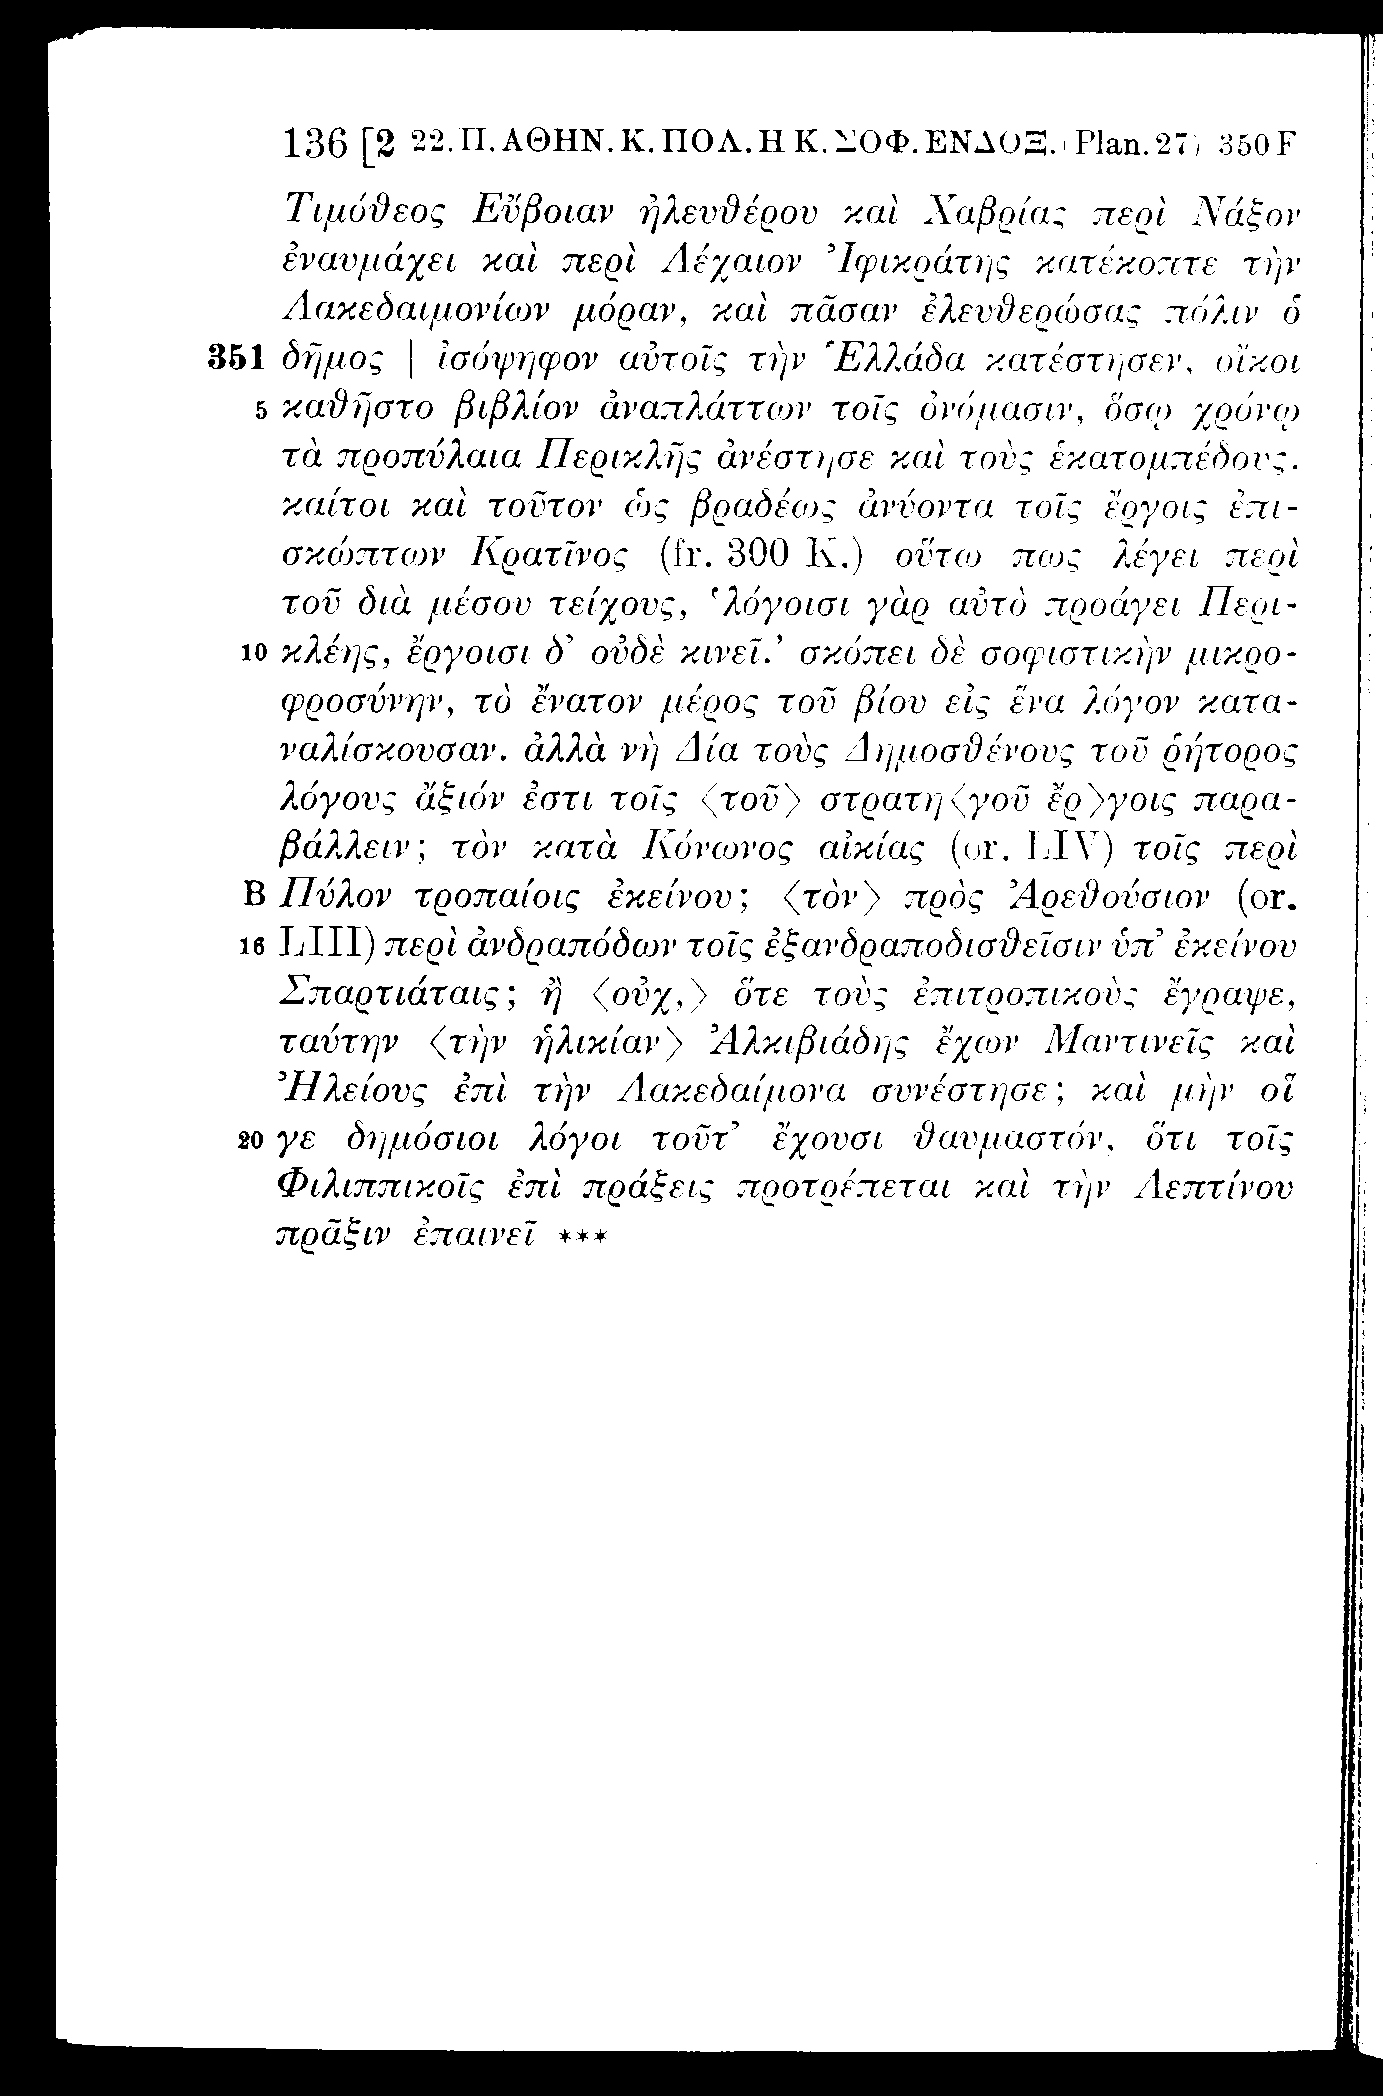 136 [2 22. Π. ΑΘΗΝ. Κ. ΠΟΛ. Η Κ. ΣΟΦ. ΕΝΔΟΞ. (Plan. 27) 350 F
Τιμόθεος Εὔβοιαν ἠλευθέρου καὶ Χαβρίας περὶ Νάξον
ἐναυμάχει καὶ περὶ Λέχαιον Ἰφικράτης κατέκοπτε τὴν
Λακεδαιμονίων μόραν, καὶ πᾶσαν ἐλευθερώσας πόλιν ὁ
351 δῆμος | ἰσόψηφον αὐτοῖς τὴν Ἑλλάδα κατέστησεν, οἴκοι
5 καθῆστο βιβλίον ἀναπλάττων τοῖς ὀνόμασιν, ὅσῳ χρόνῳ
τὰ προπύλαια Περικλῆς ἀνέστησε καὶ τοὺς ἑκατομπέδους.
καίτοι καὶ τοῦτον ὡς βραδέως ἀνύοντα τοῖς ἔργοις ἐπι-
σκώπτων Κρατῖνος (fr. 300 K.) οὕτω πως λέγει περὶ
τοῦ διὰ μέσου τείχους, ‘λόγοισι γὰρ αὐτὸ προάγει Περι-
10 κλέης, ἔργοισι δ’ οὐδὲ κινεῖ.’ σκόπει δὲ σοφιστικὴν μικρο-
φροσύνην, τὸ ἔνατον μέρος τοῦ βίου εἰς ἕνα λόγον κατα-
ναλίσκουσαν. ἀλλὰ νὴ Δία τοὺς Δημοσθένους τοῦ ῥήτορος
λόγους ἄξιόν ἐστι τοῖς <τοῦ> στρατη<γοῦ ἔρ>γοις παρα-
βάλλειν; τὸν κατὰ Κόνωνος αἰκίας (or. LIV) τοῖς περὶ
B Πύλον τροπαίοις ἐκείνου; <τὸν> πρὸς Ἀρεθούσιον (or.
16 LIII) περὶ ἀνδραπόδων τοῖς ἐξανδραποδισθεῖσιν ὑπ’ ἐκείνου
Σπαρτιάταις; ἢ <οὐχ,> ὅτε τοὺς ἐπιτροπικοὺς ἔγραψε,
ταύτην <τὴν ἡλικίαν> Ἀλκιβιάδης ἔχων Μαντινεῖς καὶ
Ἠλείους ἐπὶ τὴν Λακεδαίμονα συνέστησε; καὶ μὴν οἵ
20 γε δημόσιοι λόγοι τοῦτ’ ἔχουσι θαυμαστόν, ὅτι τοῖς
Φιλιππικοῖς ἐπὶ πράξεις προτρέπεται καὶ τὴν Λεπτίνου
πρᾶξιν ἐπαινεῖ ***